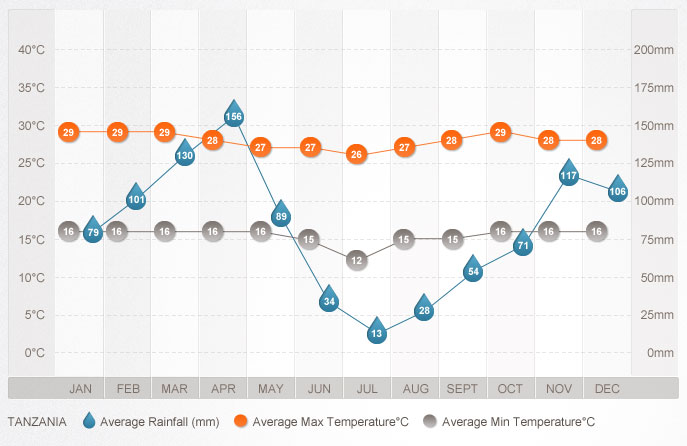 40°C 200mm
35°C 175mm
30°C 150mm
25°C 125mm
20°C 100mm
15°C 75mm
10°C 50mm
5°C 25mm
0°C 0mm
29 29 29 28 27 27 26 27 28 29 28 28
79 101 130 156 89 34 13 28 54 71 117 106
16 16 16 16 16 15 12 15 15 16 16 16
JAN FEB MAR APR MAY JUN JUL AUG SEPT OCT NOV DEC
TANZANIA Average Rainfall (mm) Average Max Temperature°C Average Min Temperature°C